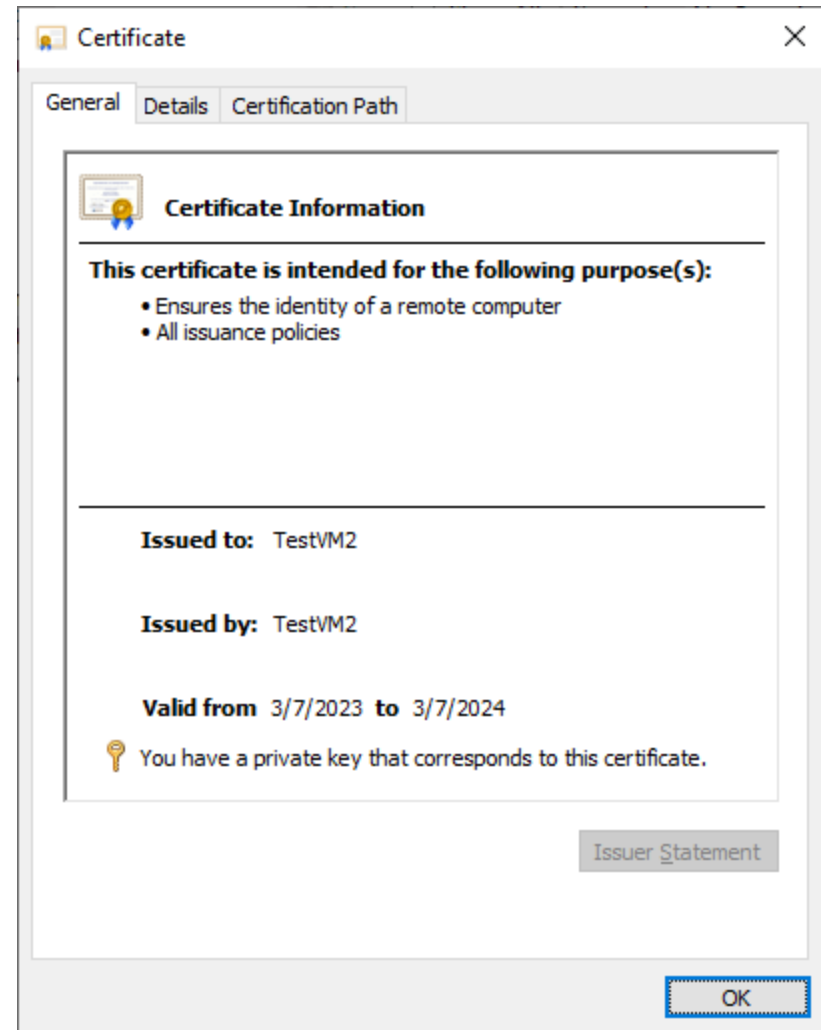 Certificate
General Details Certification Path
Certificate Information
This certificate is intended for the following purpose(s):
• Ensures the identity of a remote computer
• All issuance policies
Issued to: TestVM2
Issued by: TestVM2
Valid from 3/7/2023 to 3/7/2024
You have a private key that corresponds to this certificate.
Issuer Statement
OK